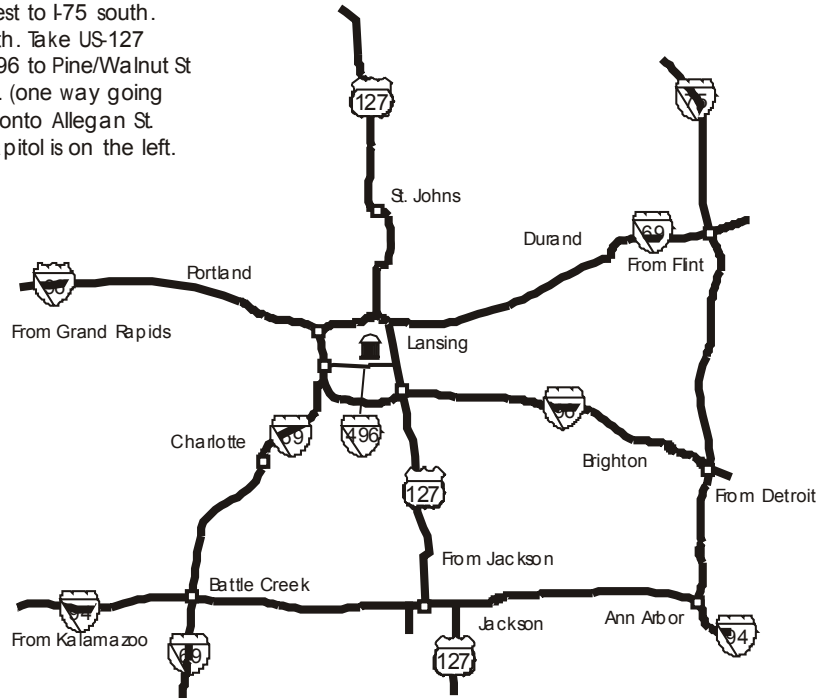 est to I-75 south.
th. Take US-127
96 to Pine/Walnut St
. (one way going
onto Allegan St.
pitol is on the left.
127
75
St. Johns
Durand
69
From Flint
Portland
From Grand Rapids
Lansing
Charlotte
69
496
Brighton
127
From Detroit
From Jackson
Battle Creek
94
From Kalamazoo
Jackson
Ann Arbor
94
69
127